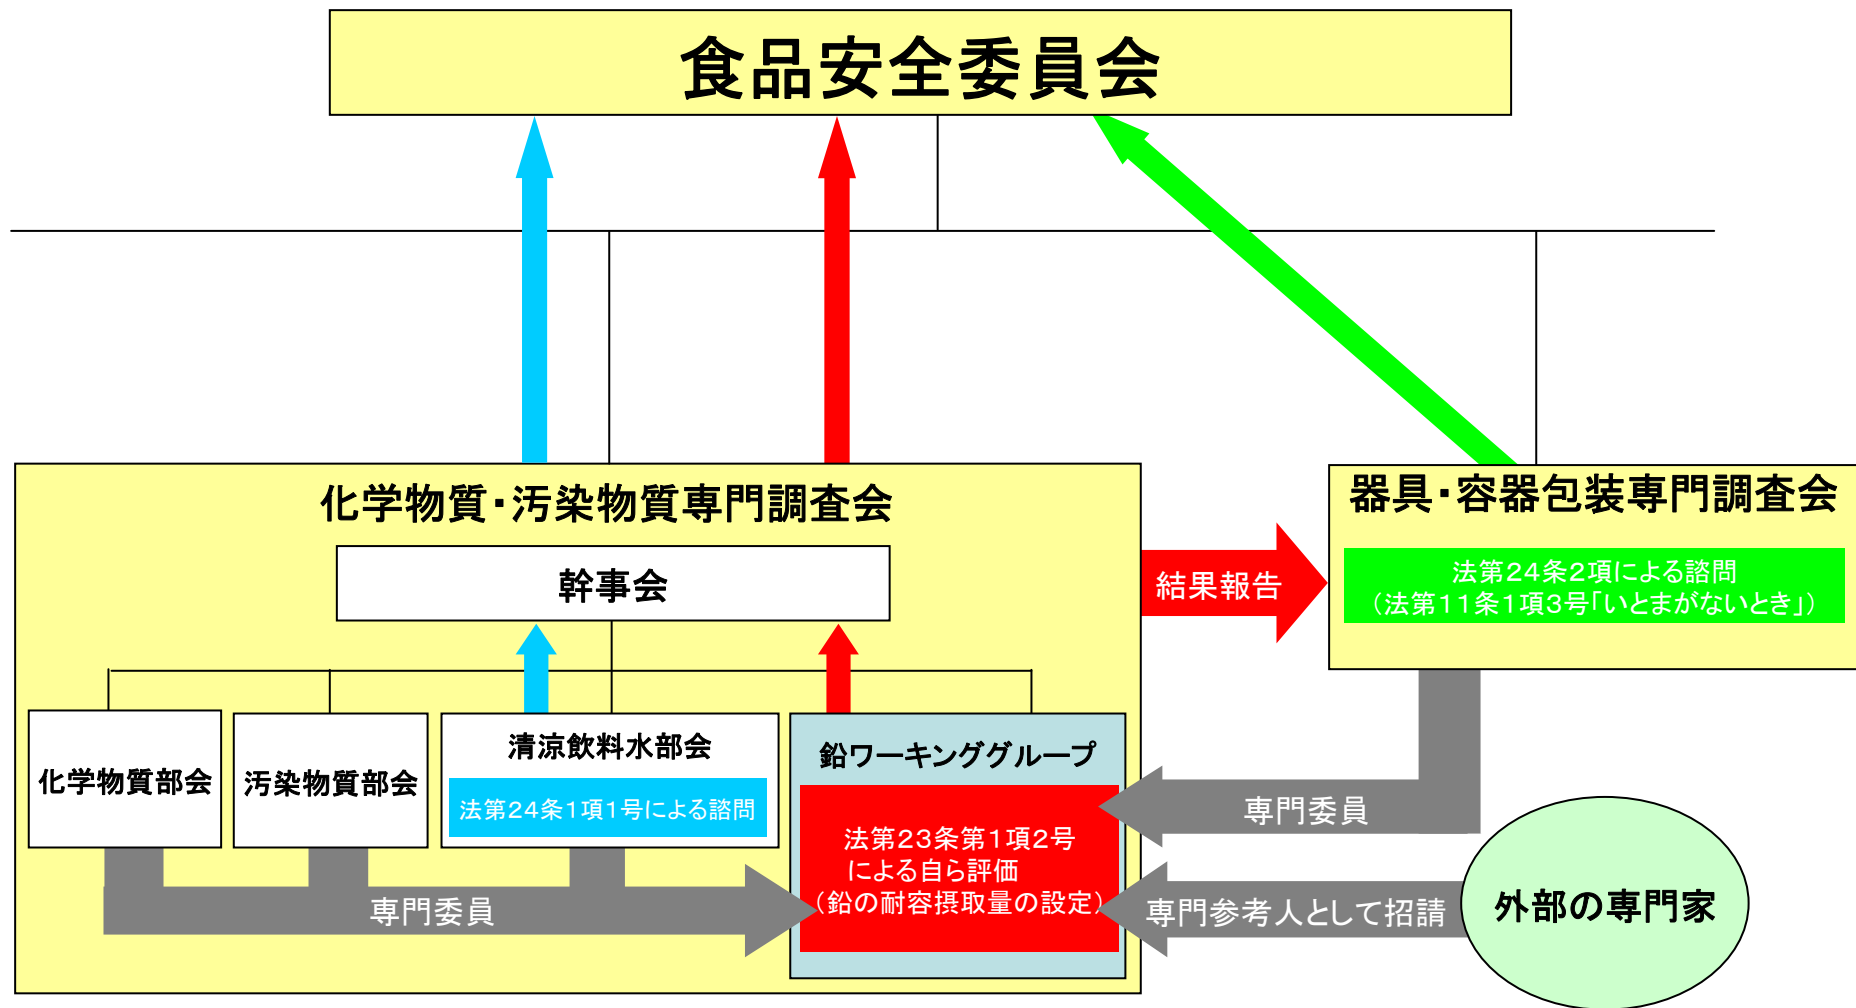 食品安全委員会
化学物質・汚染物質専門調査会
幹事会
結果報告
器具・容器包装専門調査会
法第24条2項による諮問
（法第11条1項3号「いとまがないとき」）
化学物質部会
汚染物質部会
清涼飲料水部会
法第24条1項1号による諮問
鉛ワーキンググループ
法第23条第1項2号
による自ら評価
（鉛の耐容摂取量の設定）
専門委員
専門委員
専門参考人として招請
外部の専門家